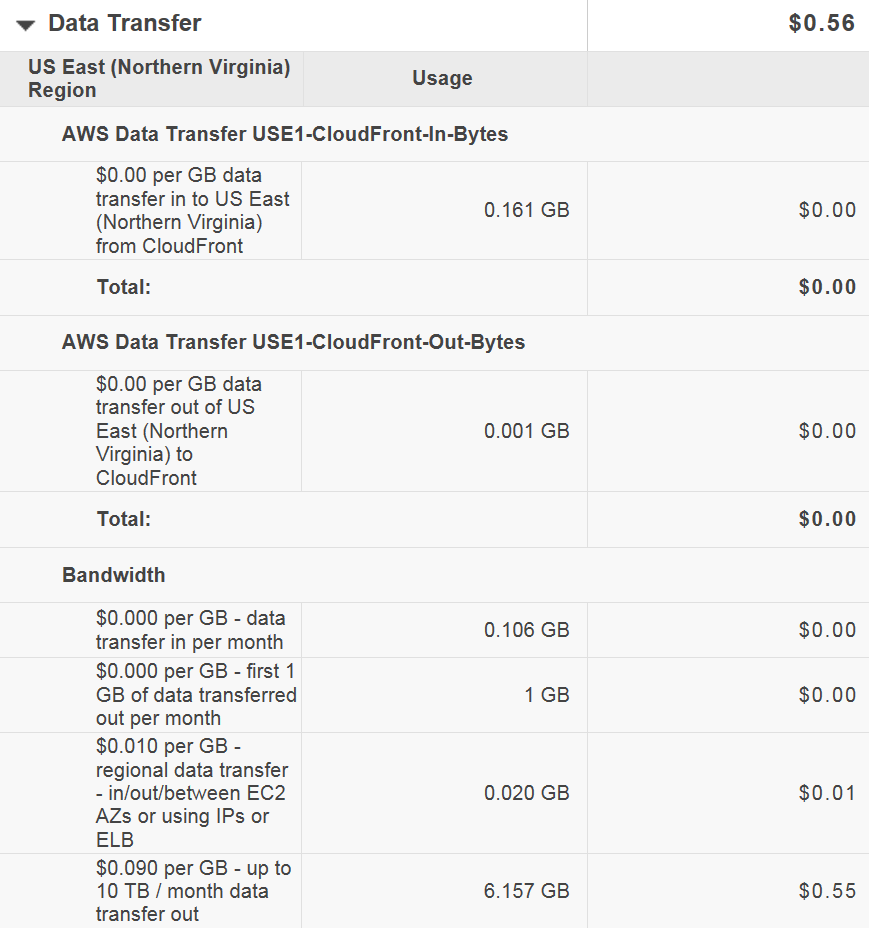 Data Transfer $0.56
US East (Northern Virginia)
Region
Usage
AWS Data Transfer USE1-CloudFront-In-Bytes
$0.00 per GB data
transfer in to US East
(Northern Virginia)
from CloudFront
0.161 GB $0.00
Total: $0.00
AWS Data Transfer USE1-CloudFront-Out-Bytes
$0.00 per GB data
transfer out of US
East (Northern
Virginia) to
CloudFront
0.001 GB $0.00
Total: $0.00
Bandwidth
$0.000 per GB - data
transfer in per month
0.106 GB $0.00
$0.000 per GB - first 1
GB of data transferred
out per month
1 GB $0.00
$0.010 per GB -
regional data transfer
- in/out/between EC2
AZs or using IPs or
ELB
0.020 GB $0.01
$0.090 per GB - up to
10 TB / month data
transfer out
6.157 GB $0.55